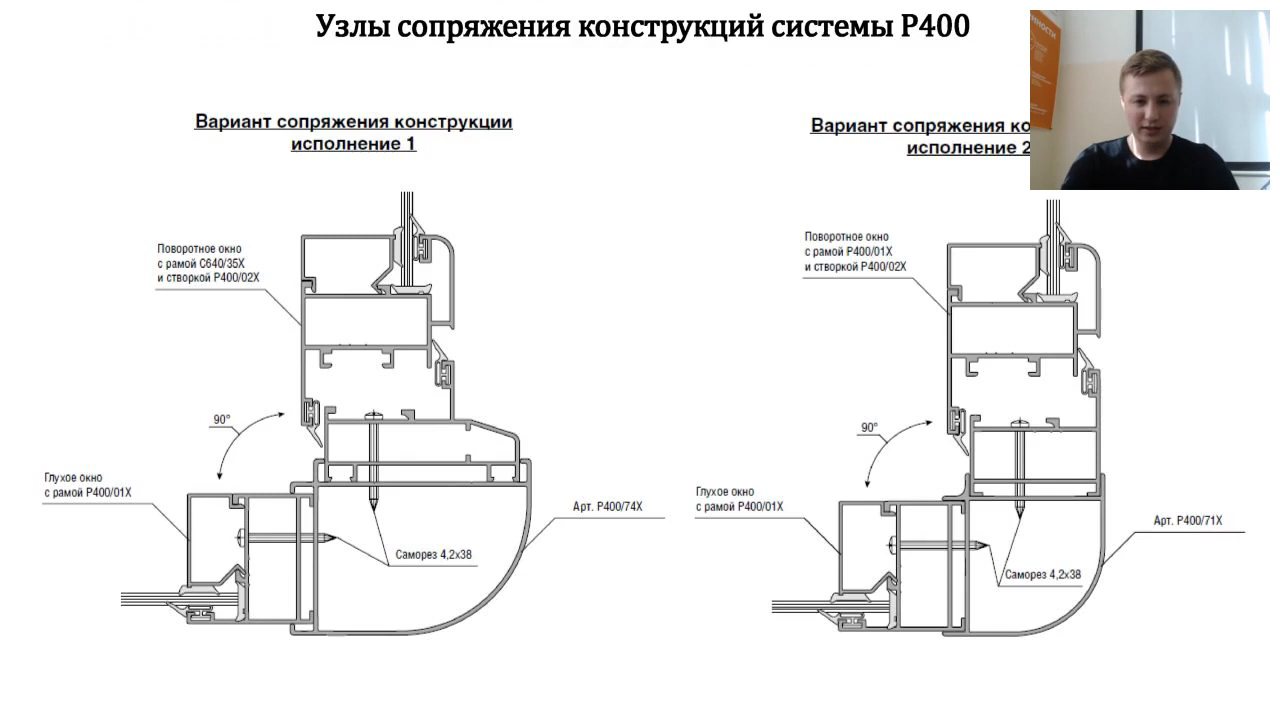 Узлы сопряжения конструкций системы Р400
Вариант сопряжения конструкции
исполнение 1
Поворотное окно
с рамой С640/35Х
и створкой Р400/02Х
90°
Глухое окно
с рамой Р400/01Х
Арт. Р400/74Х
Саморез 4,2х38
Вариант сопряжения ко
исполнение 2
Поворотное окно
с рамой Р400/01Х
и створкой Р400/02Х
90°
Глухое окно
с рамой Р400/01Х
Арт. Р400/71Х
Саморез 4,2х38